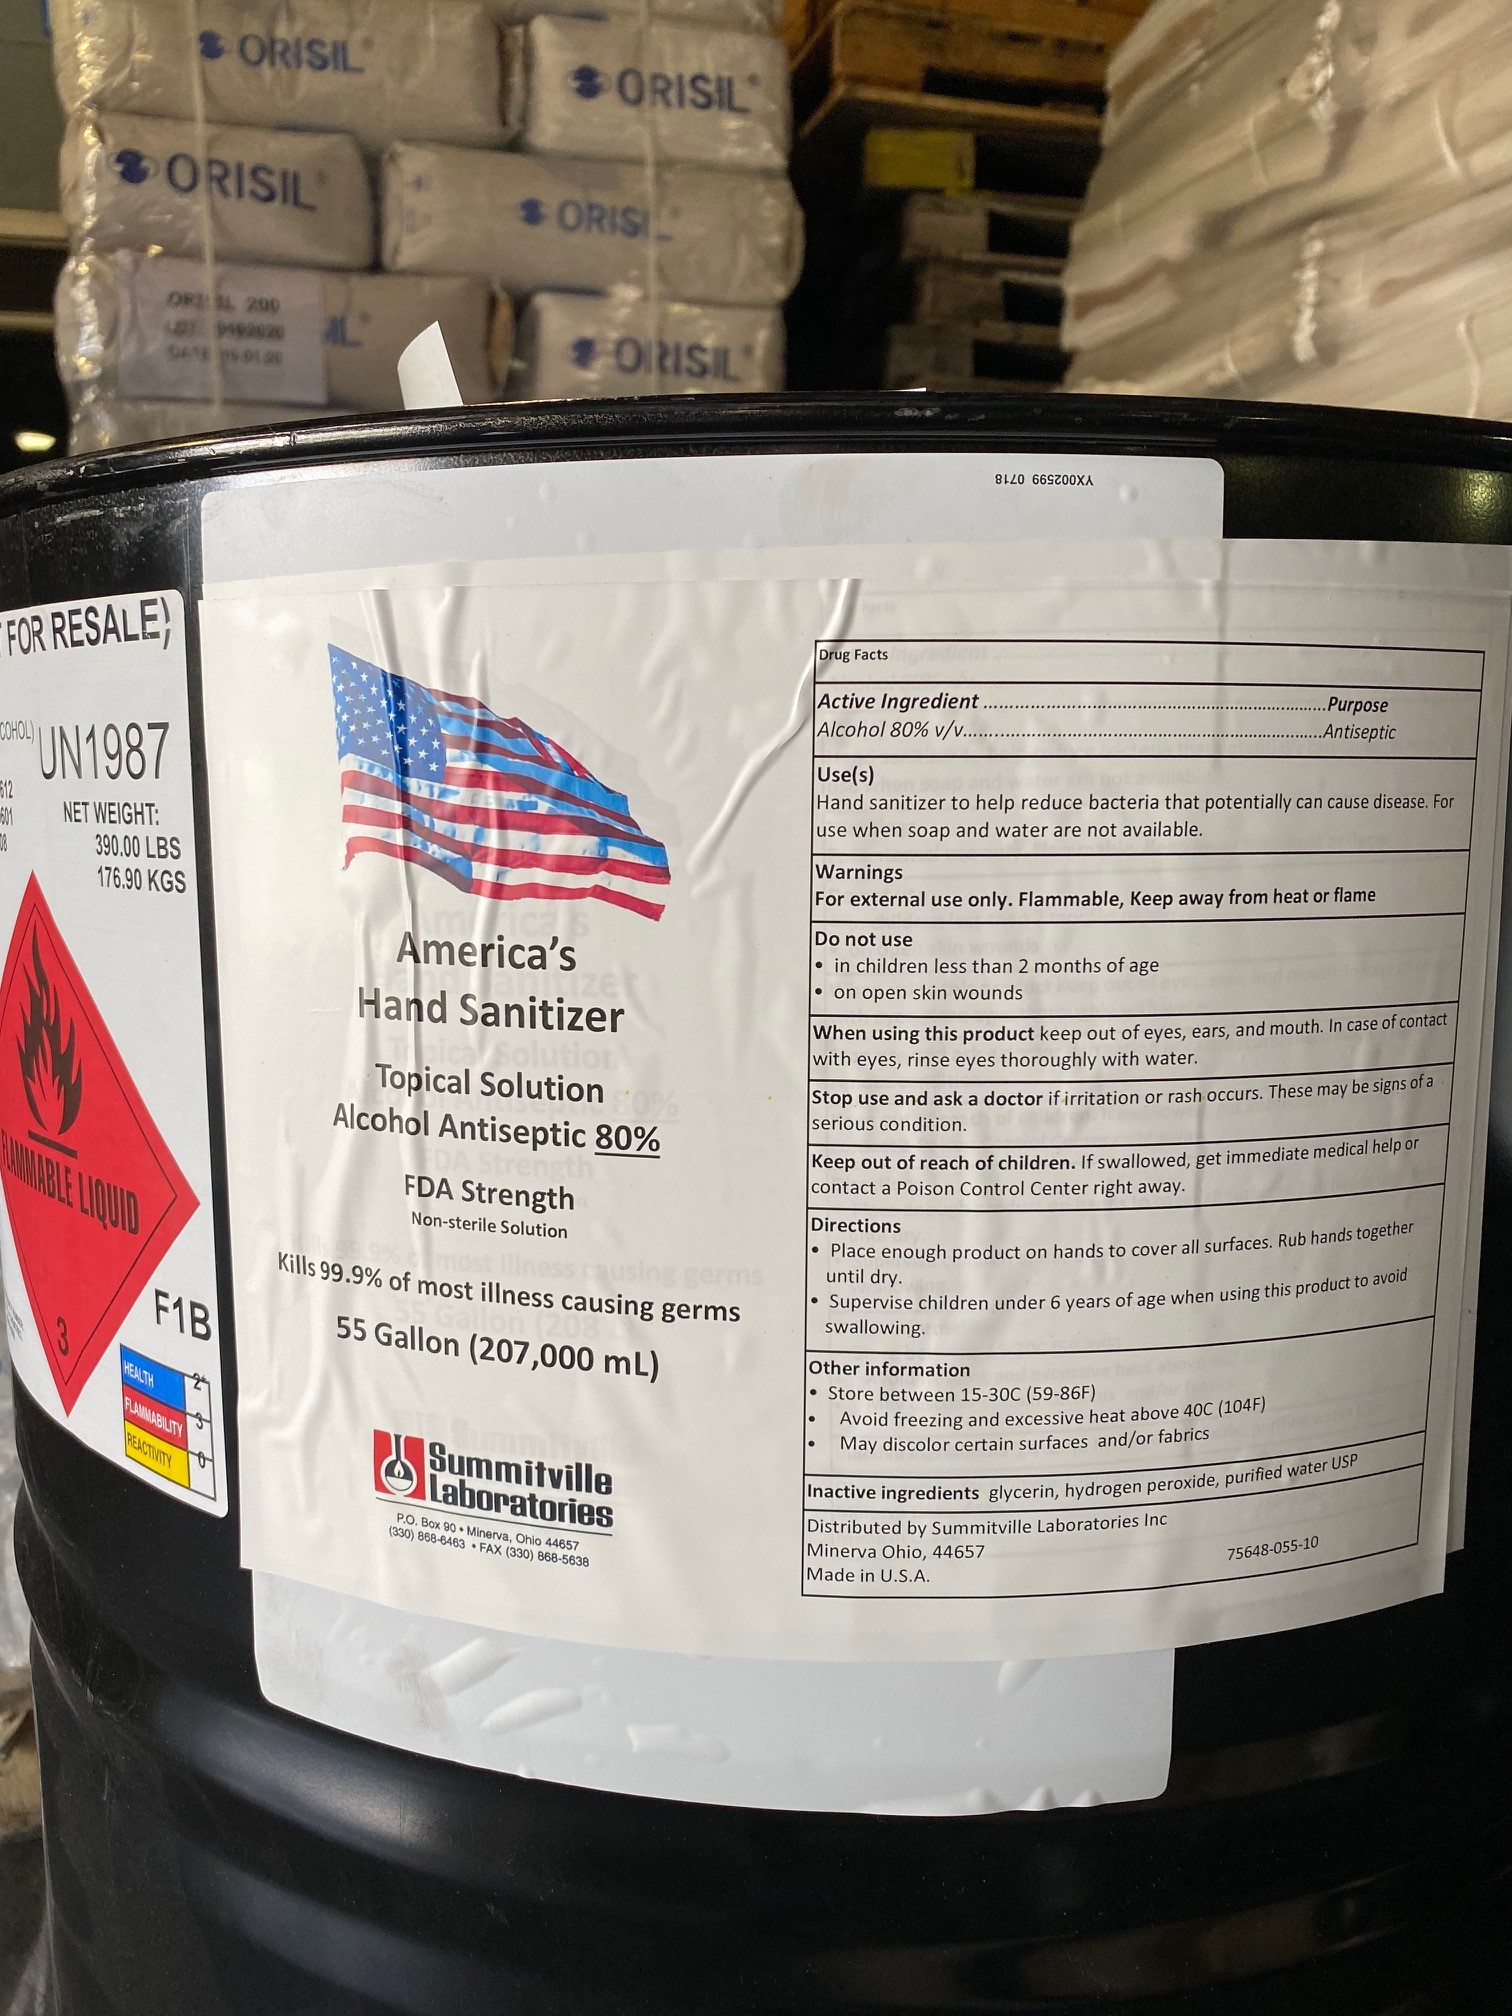 ORISIL
ORISIL
ORISIL
ORISIL
ORISIL 200
ORISIL
YX002599 0718
FOR RESALE)
COHOL) UN1987
612
601
08
NET WEIGHT:
390.00 LBS
176.90 KGS
FLAMMABLE LIQUID
3
F1B
HEALTH 2*
FLAMMABILITY 3
REACTIVITY 0
America's
Hand Sanitizer
Topical Solution
Alcohol Antiseptic 80%
FDA Strength
Non-sterile Solution
Kills 99.9% of most illness causing germs
55 Gallon (207,000 mL)
Summitville
Laboratories
P.O. Box 90 • Minerva, Ohio 44657
(330) 868-6463 • FAX (330) 868-5638
Drug Facts
Active Ingredient ..................................................................Purpose
Alcohol 80% v/v......................................................................Antiseptic
Use(s)
Hand sanitizer to help reduce bacteria that potentially can cause disease. For
use when soap and water are not available.
Warnings
For external use only. Flammable, Keep away from heat or flame
Do not use
• in children less than 2 months of age
• on open skin wounds
When using this product keep out of eyes, ears, and mouth. In case of contact
with eyes, rinse eyes thoroughly with water.
Stop use and ask a doctor if irritation or rash occurs. These may be signs of a
serious condition.
Keep out of reach of children. If swallowed, get immediate medical help or
contact a Poison Control Center right away.
Directions
• Place enough product on hands to cover all surfaces. Rub hands together
until dry.
• Supervise children under 6 years of age when using this product to avoid
swallowing.
Other information
• Store between 15-30C (59-86F)
• Avoid freezing and excessive heat above 40C (104F)
• May discolor certain surfaces and/or fabrics
Inactive ingredients glycerin, hydrogen peroxide, purified water USP
Distributed by Summitville Laboratories Inc
Minerva Ohio, 44657
75648-055-10
Made in U.S.A.